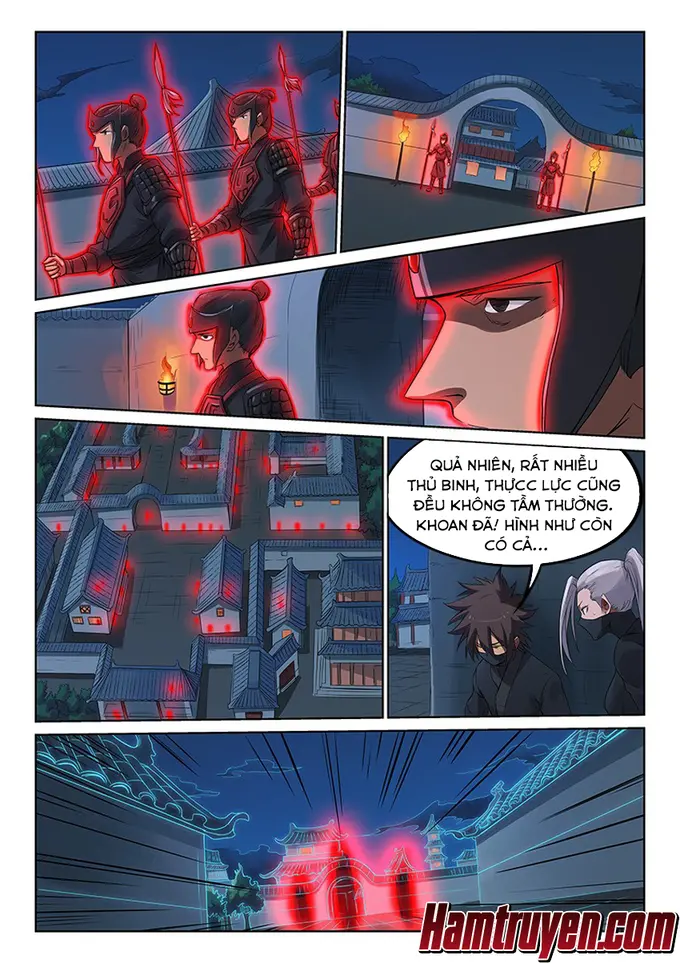 QUẢ NHIÊN, RẤT NHIỀU
THỦ BINH, THỰCC LỰC CŨNG
ĐỀU KHÔNG TẦM THƯỜNG.
KHOAN ĐÃ! HÌNH NHƯ CÒN
CÓ CẢ...
Hamtruyen.com